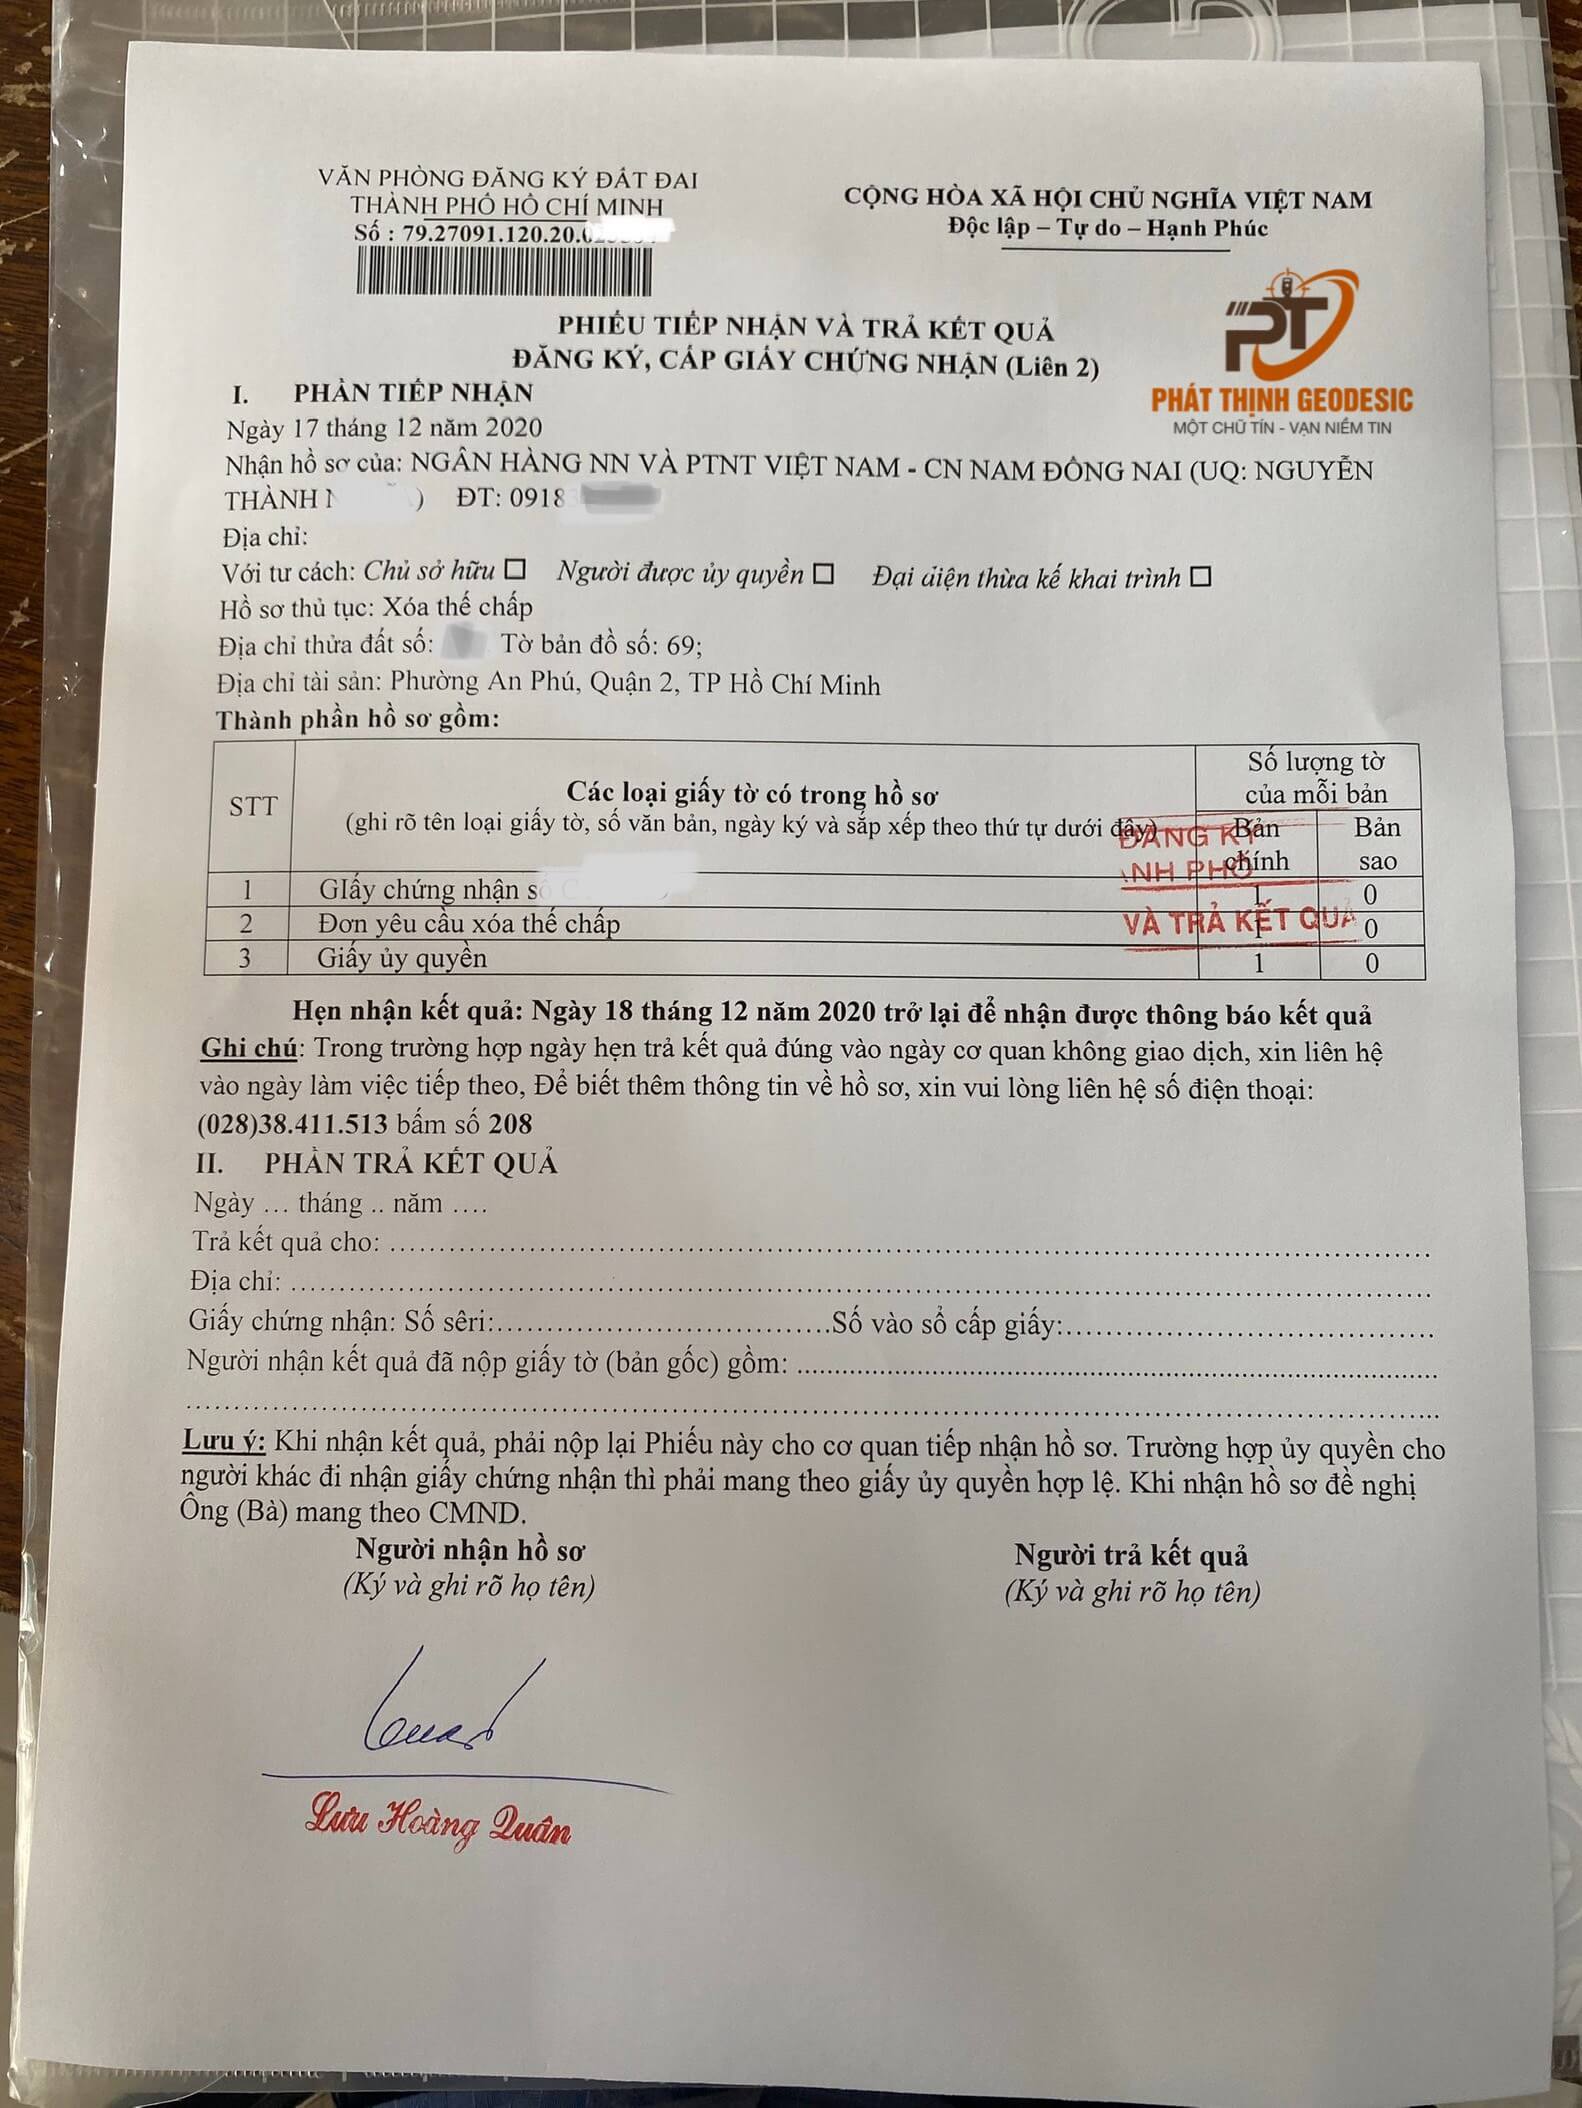 VĂN PHÒNG ĐĂNG KÝ ĐẤT ĐAI
THÀNH PHỐ HỒ CHÍ MINH
Số : 79.27091.120.20.
CỘNG HÒA XÃ HỘI CHỦ NGHĨA VIỆT NAM
Độc lập – Tự do – Hạnh Phúc
PT
PHÁT THỊNH GEODESIC
MỘT CHỮ TÍN - VẠN NIỀM TIN
PHIẾU TIẾP NHẬN VÀ TRẢ KẾT QUẢ
ĐĂNG KÝ, CẤP GIẤY CHỨNG NHẬN (Liên 2)
I. PHẦN TIẾP NHẬN
Ngày 17 tháng 12 năm 2020
Nhận hồ sơ của: NGÂN HÀNG NN VÀ PTNT VIỆT NAM - CN NAM ĐỒNG NAI (UQ: NGUYỄN
THÀNH ) ĐT: 0918
Địa chỉ:
Với tư cách: Chủ sở hữu ☐ Người được ủy quyền ☐ Đại diện thừa kế khai trình ☐
Hồ sơ thủ tục: Xóa thế chấp
Địa chỉ thửa đất số: Tờ bản đồ số: 69;
Địa chỉ tài sản: Phường An Phú, Quận 2, TP Hồ Chí Minh
Thành phần hồ sơ gồm:
STT
Các loại giấy tờ có trong hồ sơ
(ghi rõ tên loại giấy tờ, số văn bản, ngày ký và sắp xếp theo thứ tự dưới đây)
Số lượng tờ
của mỗi bản
Bản
chính
Bản
sao
ĐĂNG KÝ
ANH PHỐ
VÀ TRẢ KẾT QUẢ
1 GIấy chứng nhận số 1 0
2 Đơn yêu cầu xóa thế chấp 1 0
3 Giấy ủy quyền 1 0
Hẹn nhận kết quả: Ngày 18 tháng 12 năm 2020 trở lại để nhận được thông báo kết quả
Ghi chú: Trong trường hợp ngày hẹn trả kết quả đúng vào ngày cơ quan không giao dịch, xin liên hệ
vào ngày làm việc tiếp theo, Để biết thêm thông tin về hồ sơ, xin vui lòng liên hệ số điện thoại:
(028)38.411.513 bấm số 208
II. PHẦN TRẢ KẾT QUẢ
Ngày ... tháng .. năm ....
Trả kết quả cho: ........................................
Địa chỉ: ........................................
Giấy chứng nhận: Số sêri:....................Số vào sổ cấp giấy:....................
Người nhận kết quả đã nộp giấy tờ (bản gốc) gồm: ........................................
........................................
Lưu ý: Khi nhận kết quả, phải nộp lại Phiếu này cho cơ quan tiếp nhận hồ sơ. Trường hợp ủy quyền cho
người khác đi nhận giấy chứng nhận thì phải mang theo giấy ủy quyền hợp lệ. Khi nhận hồ sơ đề nghị
Ông (Bà) mang theo CMND.
Người nhận hồ sơ
(Ký và ghi rõ họ tên)
Người trả kết quả
(Ký và ghi rõ họ tên)
Lưu Hoàng Quân